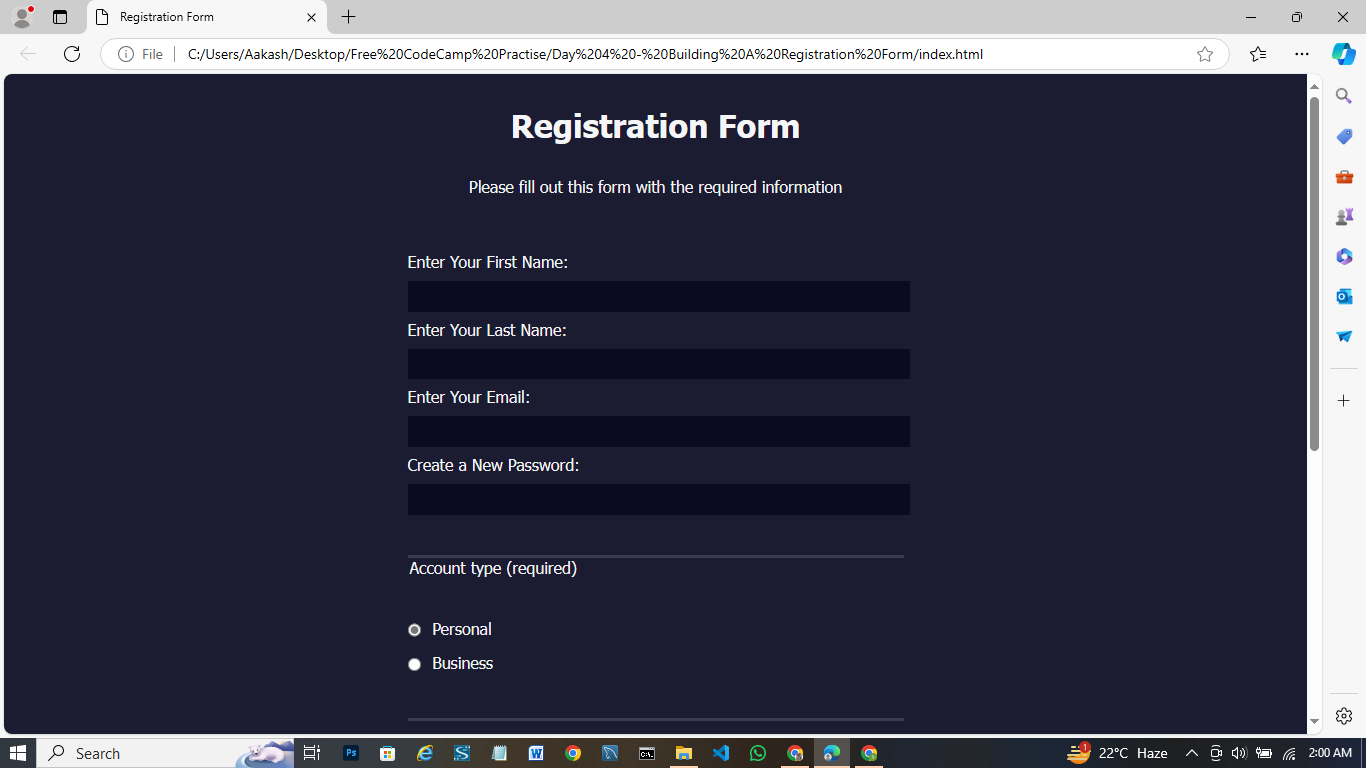 Registration Form
File
C:/Users/Aakash/Desktop/Free%20CodeCamp%20Practise/Day%204%20-%20Building%20A%20Registration%20Form/index.html
Registration Form
Please fill out this form with the required information
Enter Your First Name:
Enter Your Last Name:
Enter Your Email:
Create a New Password:
Account type (required)
Personal
Business
Search
Ps
S
W
C:\.
1
22°C Haze
2:00 AM